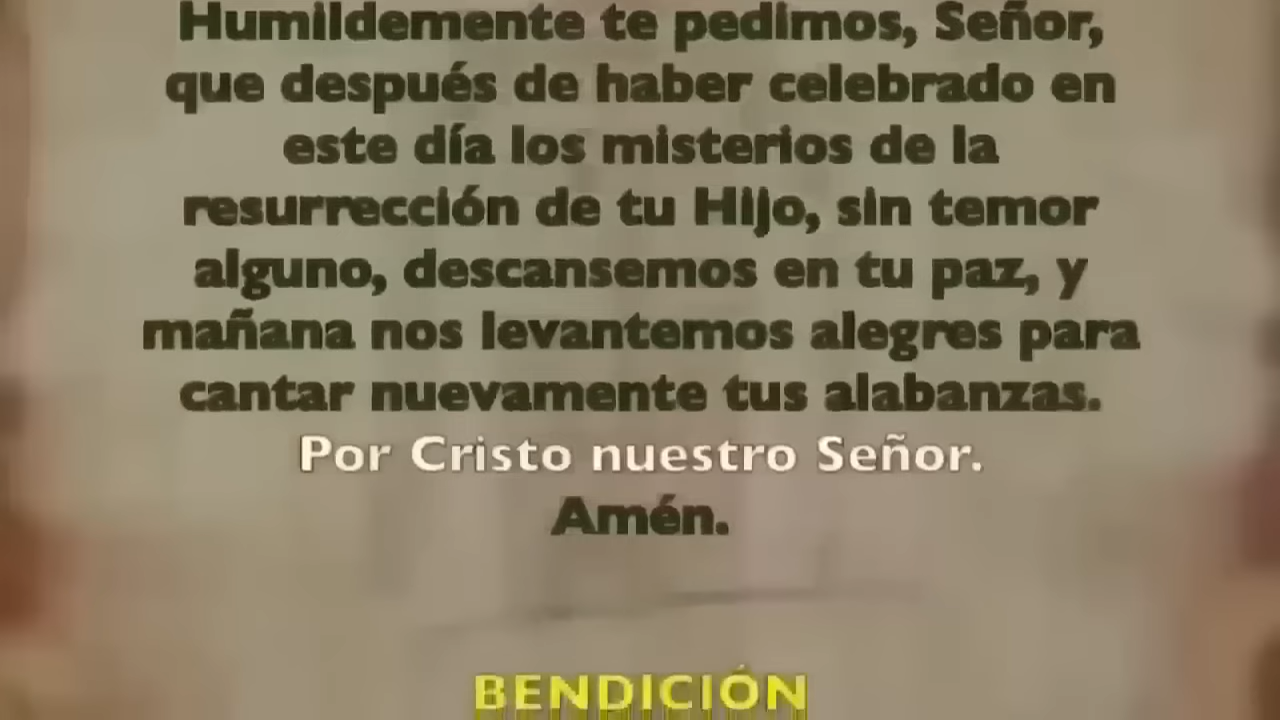 Humildemente te pedimos, Señor,
que después de haber celebrado en
este día los misterios de la
resurrección de tu Hijo, sin temor
alguno, descansemos en tu paz, y
mañana nos levantemos alegres para
cantar nuevamente tus alabanzas.
Por Cristo nuestro Señor.
Amén.
BENDICIÓN